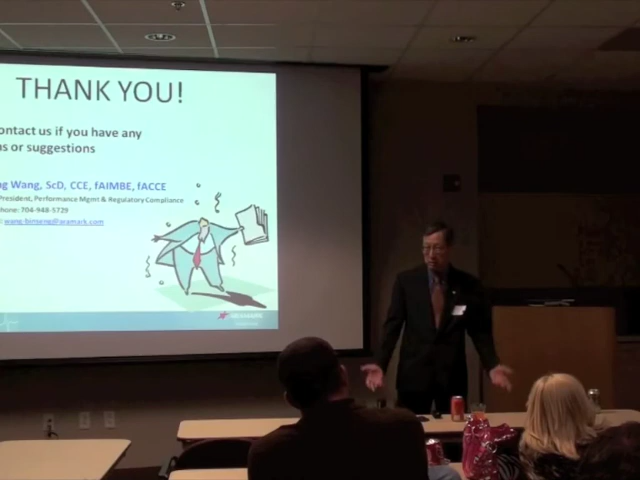 THANK YOU!
ontact us if you have any
s or suggestions
g Wang, ScD, CCE, fAIMBE, fACCE
President, Performance Mgmt & Regulatory Compliance
hone: 704-948-5729
wang-binseng@aramark.com
ARAMARK